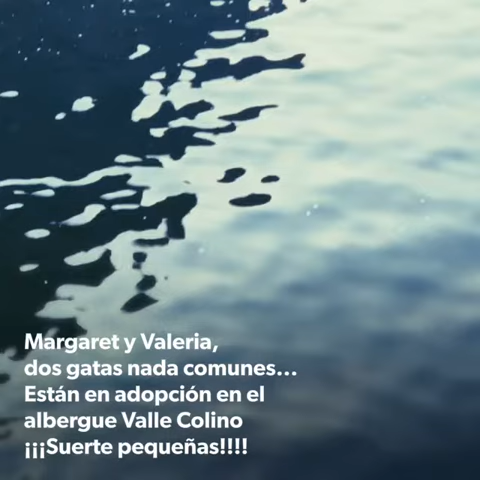 Margaret y Valeria,
dos gatas nada comunes...
Están en adopción en el
albergue Valle Colino
¡¡¡Suerte pequeñas!!!!